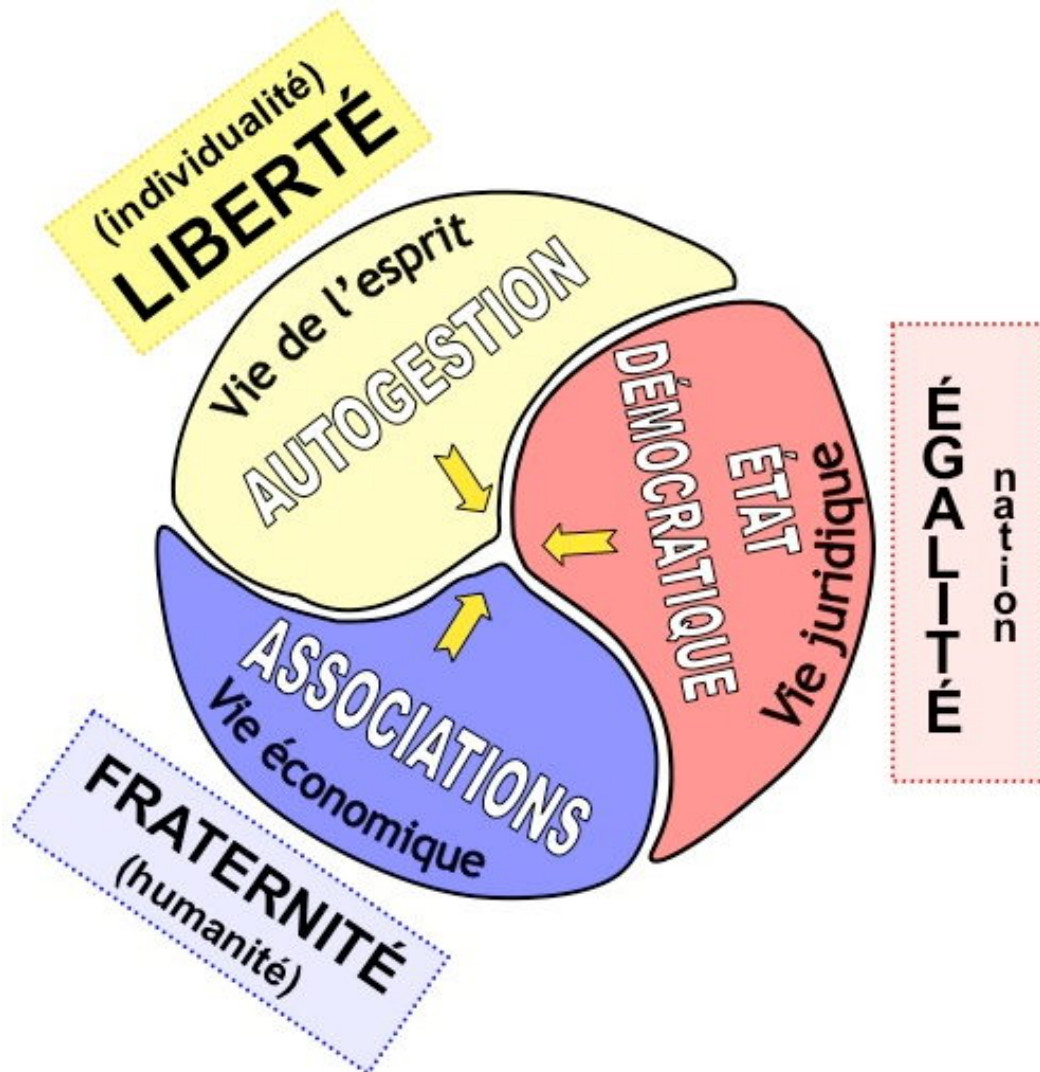 (individualité)
LIBERTÉ
Vie de l'esprit
AUTOGESTION
DÉMOCRATIQUE
ÉTAT
Vie juridique
ÉGALITÉ
nation
ASSOCIATIONS
Vie économique
FRATERNITÉ
(humanité)